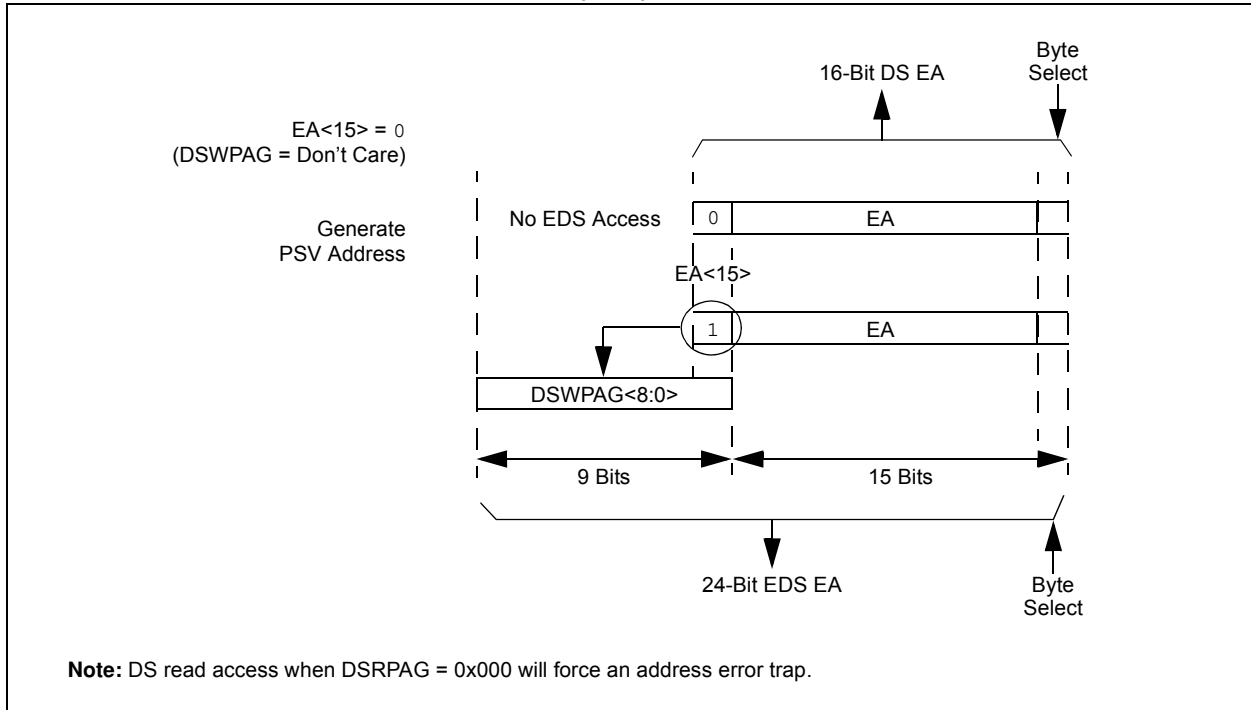 Byte
Select
16-Bit DS EA
EA<15> = 0
(DSWPAG = Don't Care)
No EDS Access
0
EA
Generate
PSV Address
EA<15>
1
EA
DSWPAG<8:0>
9 Bits
15 Bits
24-Bit EDS EA
Byte
Select
Note: DS read access when DSRPAG = 0x000 will force an address error trap.